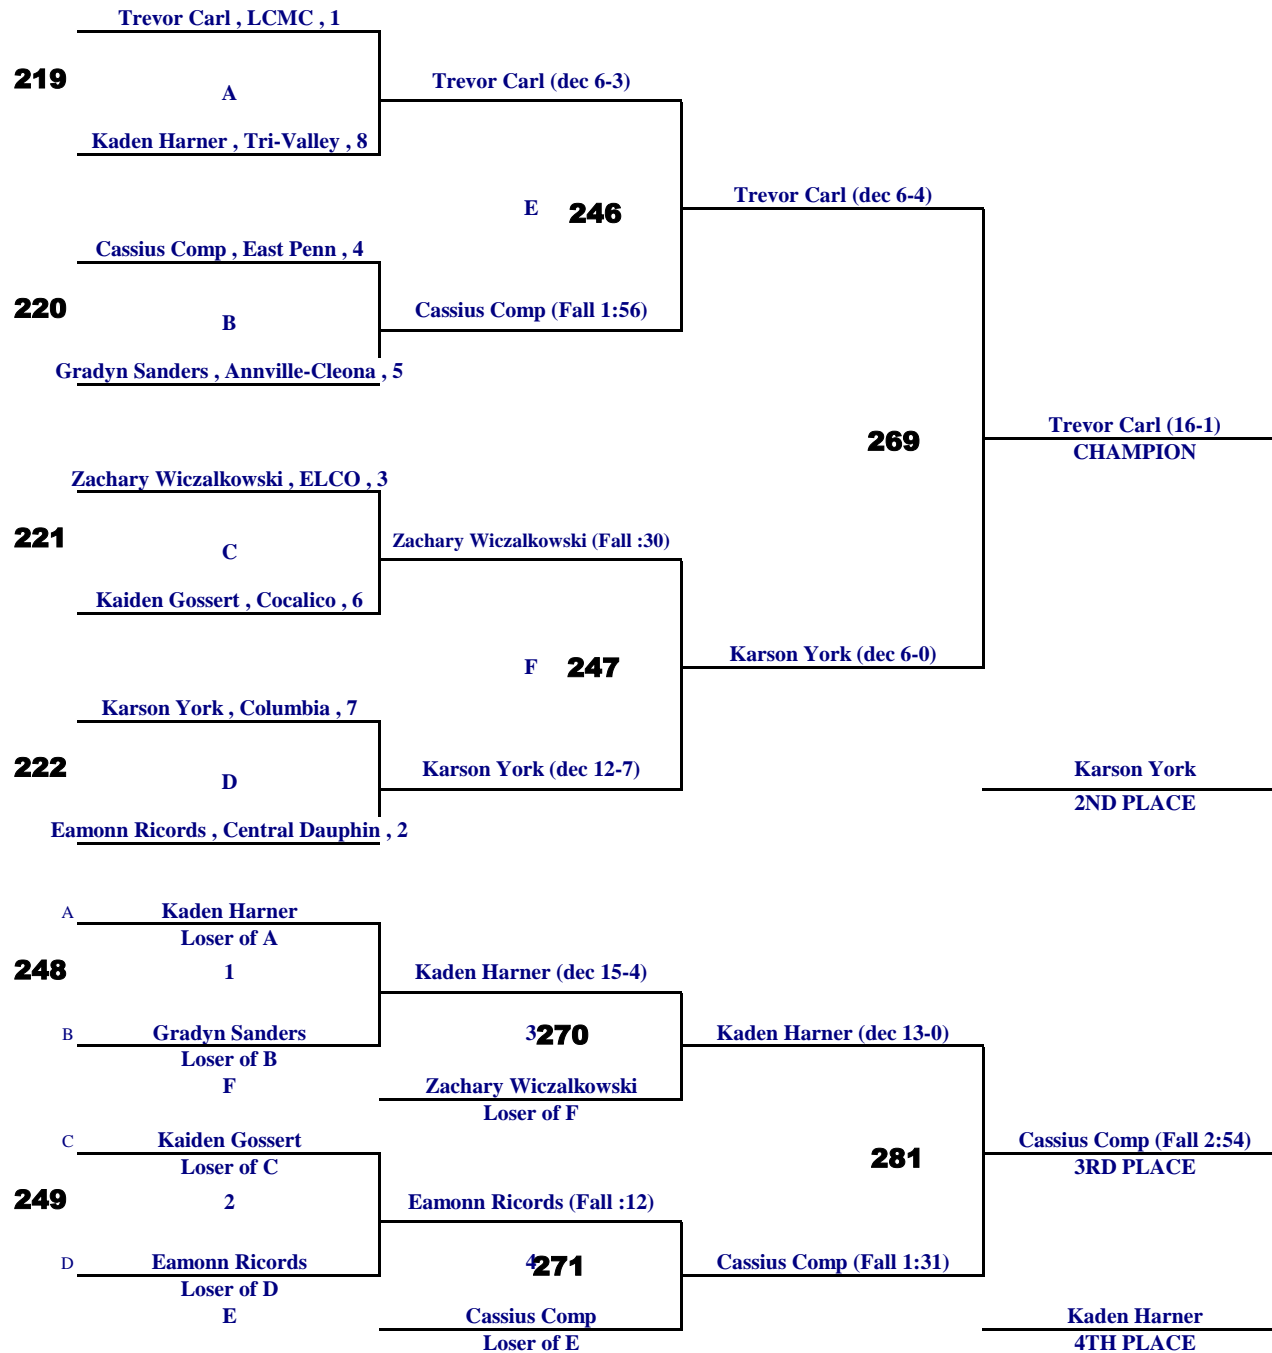 Trevor Carl , LCMC , 1
219
A
Trevor Carl (dec 6-3)
Kaden Harner , Tri-Valley , 8
E 246
Trevor Carl (dec 6-4)
Cassius Comp , East Penn , 4
220
B
Cassius Comp (Fall 1:56)
Gradyn Sanders , Annville-Cleona , 5
269
Trevor Carl (16-1)
CHAMPION
Zachary Wiczalkowski , ELCO , 3
221
C
Zachary Wiczalkowski (Fall :30)
Kaiden Gossert , Cocalico , 6
F 247
Karson York (dec 6-0)
Karson York , Columbia , 7
222
D
Karson York (dec 12-7)
Eamonn Ricords , Central Dauphin , 2
Karson York
2ND PLACE
A Kaden Harner
Loser of A
248
1
Kaden Harner (dec 15-4)
B Gradyn Sanders
Loser of B
F
3 270
Kaden Harner (dec 13-0)
Zachary Wiczalkowski
Loser of F
C Kaiden Gossert
Loser of C
281
Cassius Comp (Fall 2:54)
3RD PLACE
249
2
Eamonn Ricords (Fall :12)
D Eamonn Ricords
Loser of D
E
4 271
Cassius Comp (Fall 1:31)
Cassius Comp
Loser of E
Kaden Harner
4TH PLACE